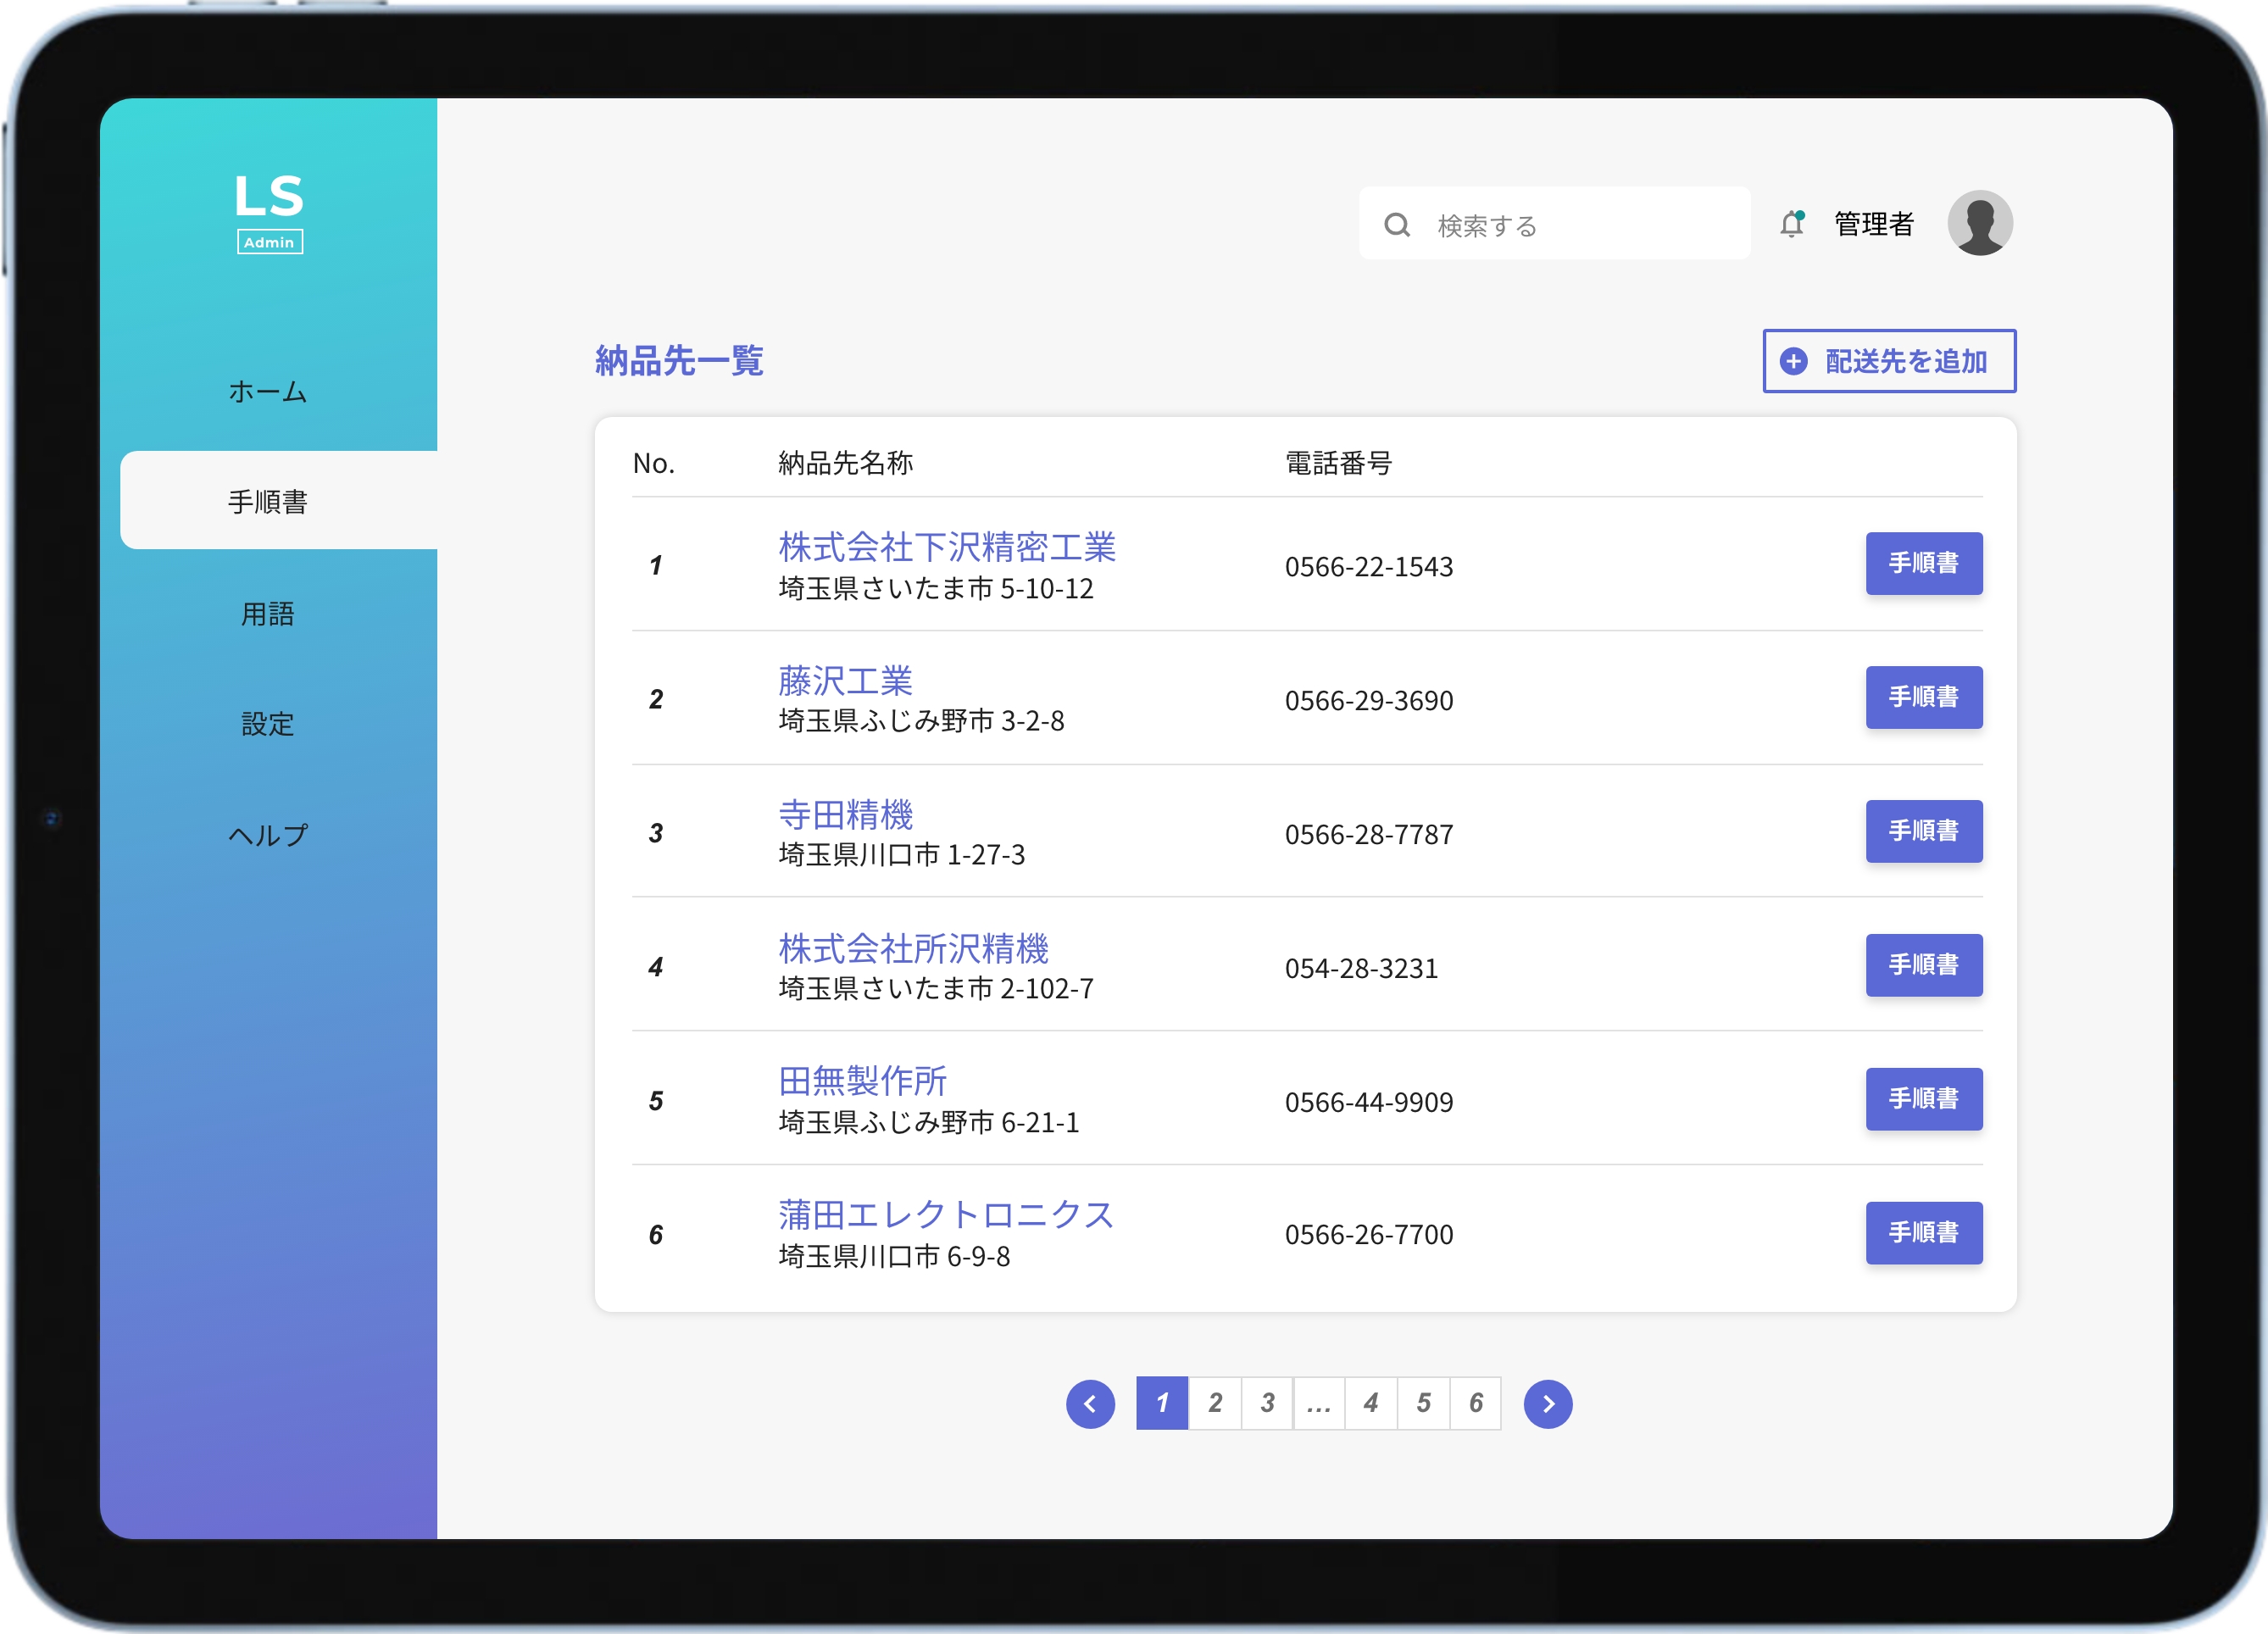 LS
Admin
ホーム
手順書
用語
設定
ヘルプ
検索する
管理者
納品先一覧
配送先を追加
No. 納品先名称 電話番号
1 株式会社下沢精密工業 0566-22-1543 手順書
埼玉県さいたま市 5-10-12
2 藤沢工業 0566-29-3690 手順書
埼玉県ふじみ野市 3-2-8
3 寺田精機 0566-28-7787 手順書
埼玉県川口市 1-27-3
4 株式会社所沢精機 054-28-3231 手順書
埼玉県さいたま市 2-102-7
5 田無製作所 0566-44-9909 手順書
埼玉県ふじみ野市 6-21-1
6 蒲田エレクトロニクス 0566-26-7700 手順書
埼玉県川口市 6-9-8
1 2 3 ... 4 5 6